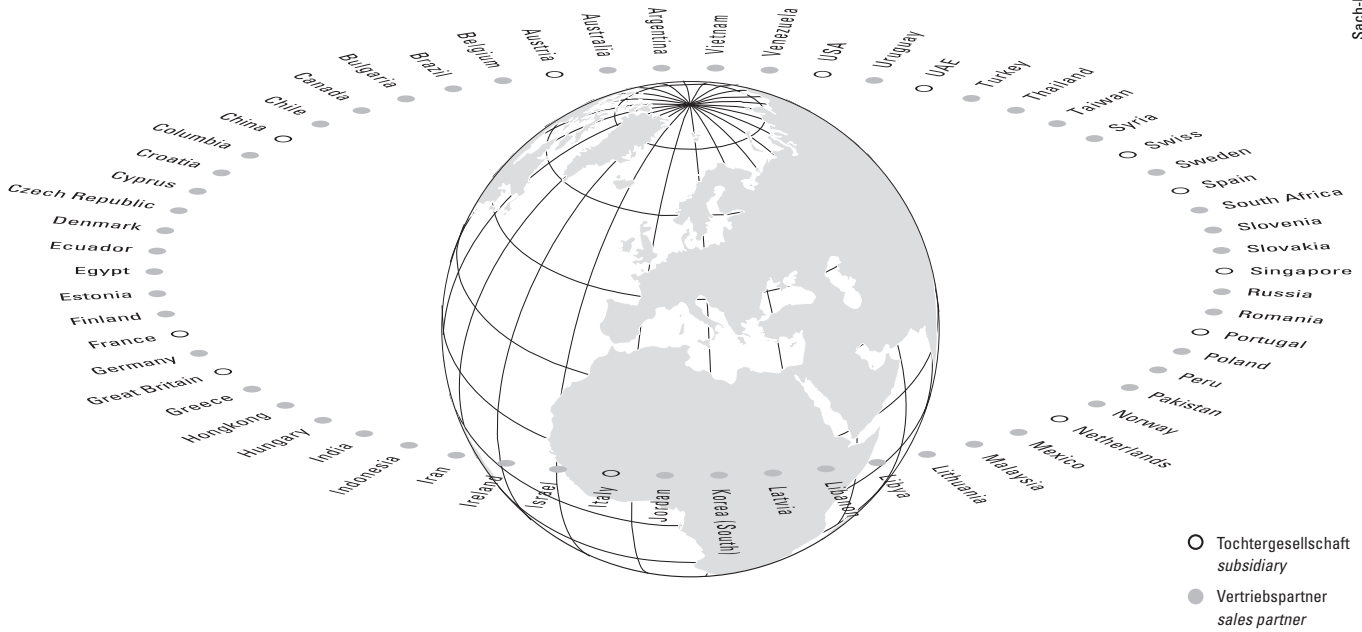 Argentina
Australia
Austria
Belgium
Brazil
Bulgaria
Canada
Chile
China
Columbia
Croatia
Cyprus
Czech Republic
Denmark
Ecuador
Egypt
Estonia
Finland
France
Germany
Great Britain
Greece
Hongkong
Hungary
India
Indonesia
Iran
Ireland
Israel
Italy
Jordan
Korea (South)
Latvia
Libanon
Libya
Lithuania
Malaysia
Mexico
Netherlands
Norway
Pakistan
Peru
Poland
Portugal
Romania
Russia
Singapore
Slovakia
Slovenia
South Africa
Spain
Sweden
Swiss
Syria
Taiwan
Thailand
Turkey
UAE
Uruguay
USA
Venezuela
Vietnam
Tochtergesellschaft
subsidiary
Vertriebspartner
sales partner